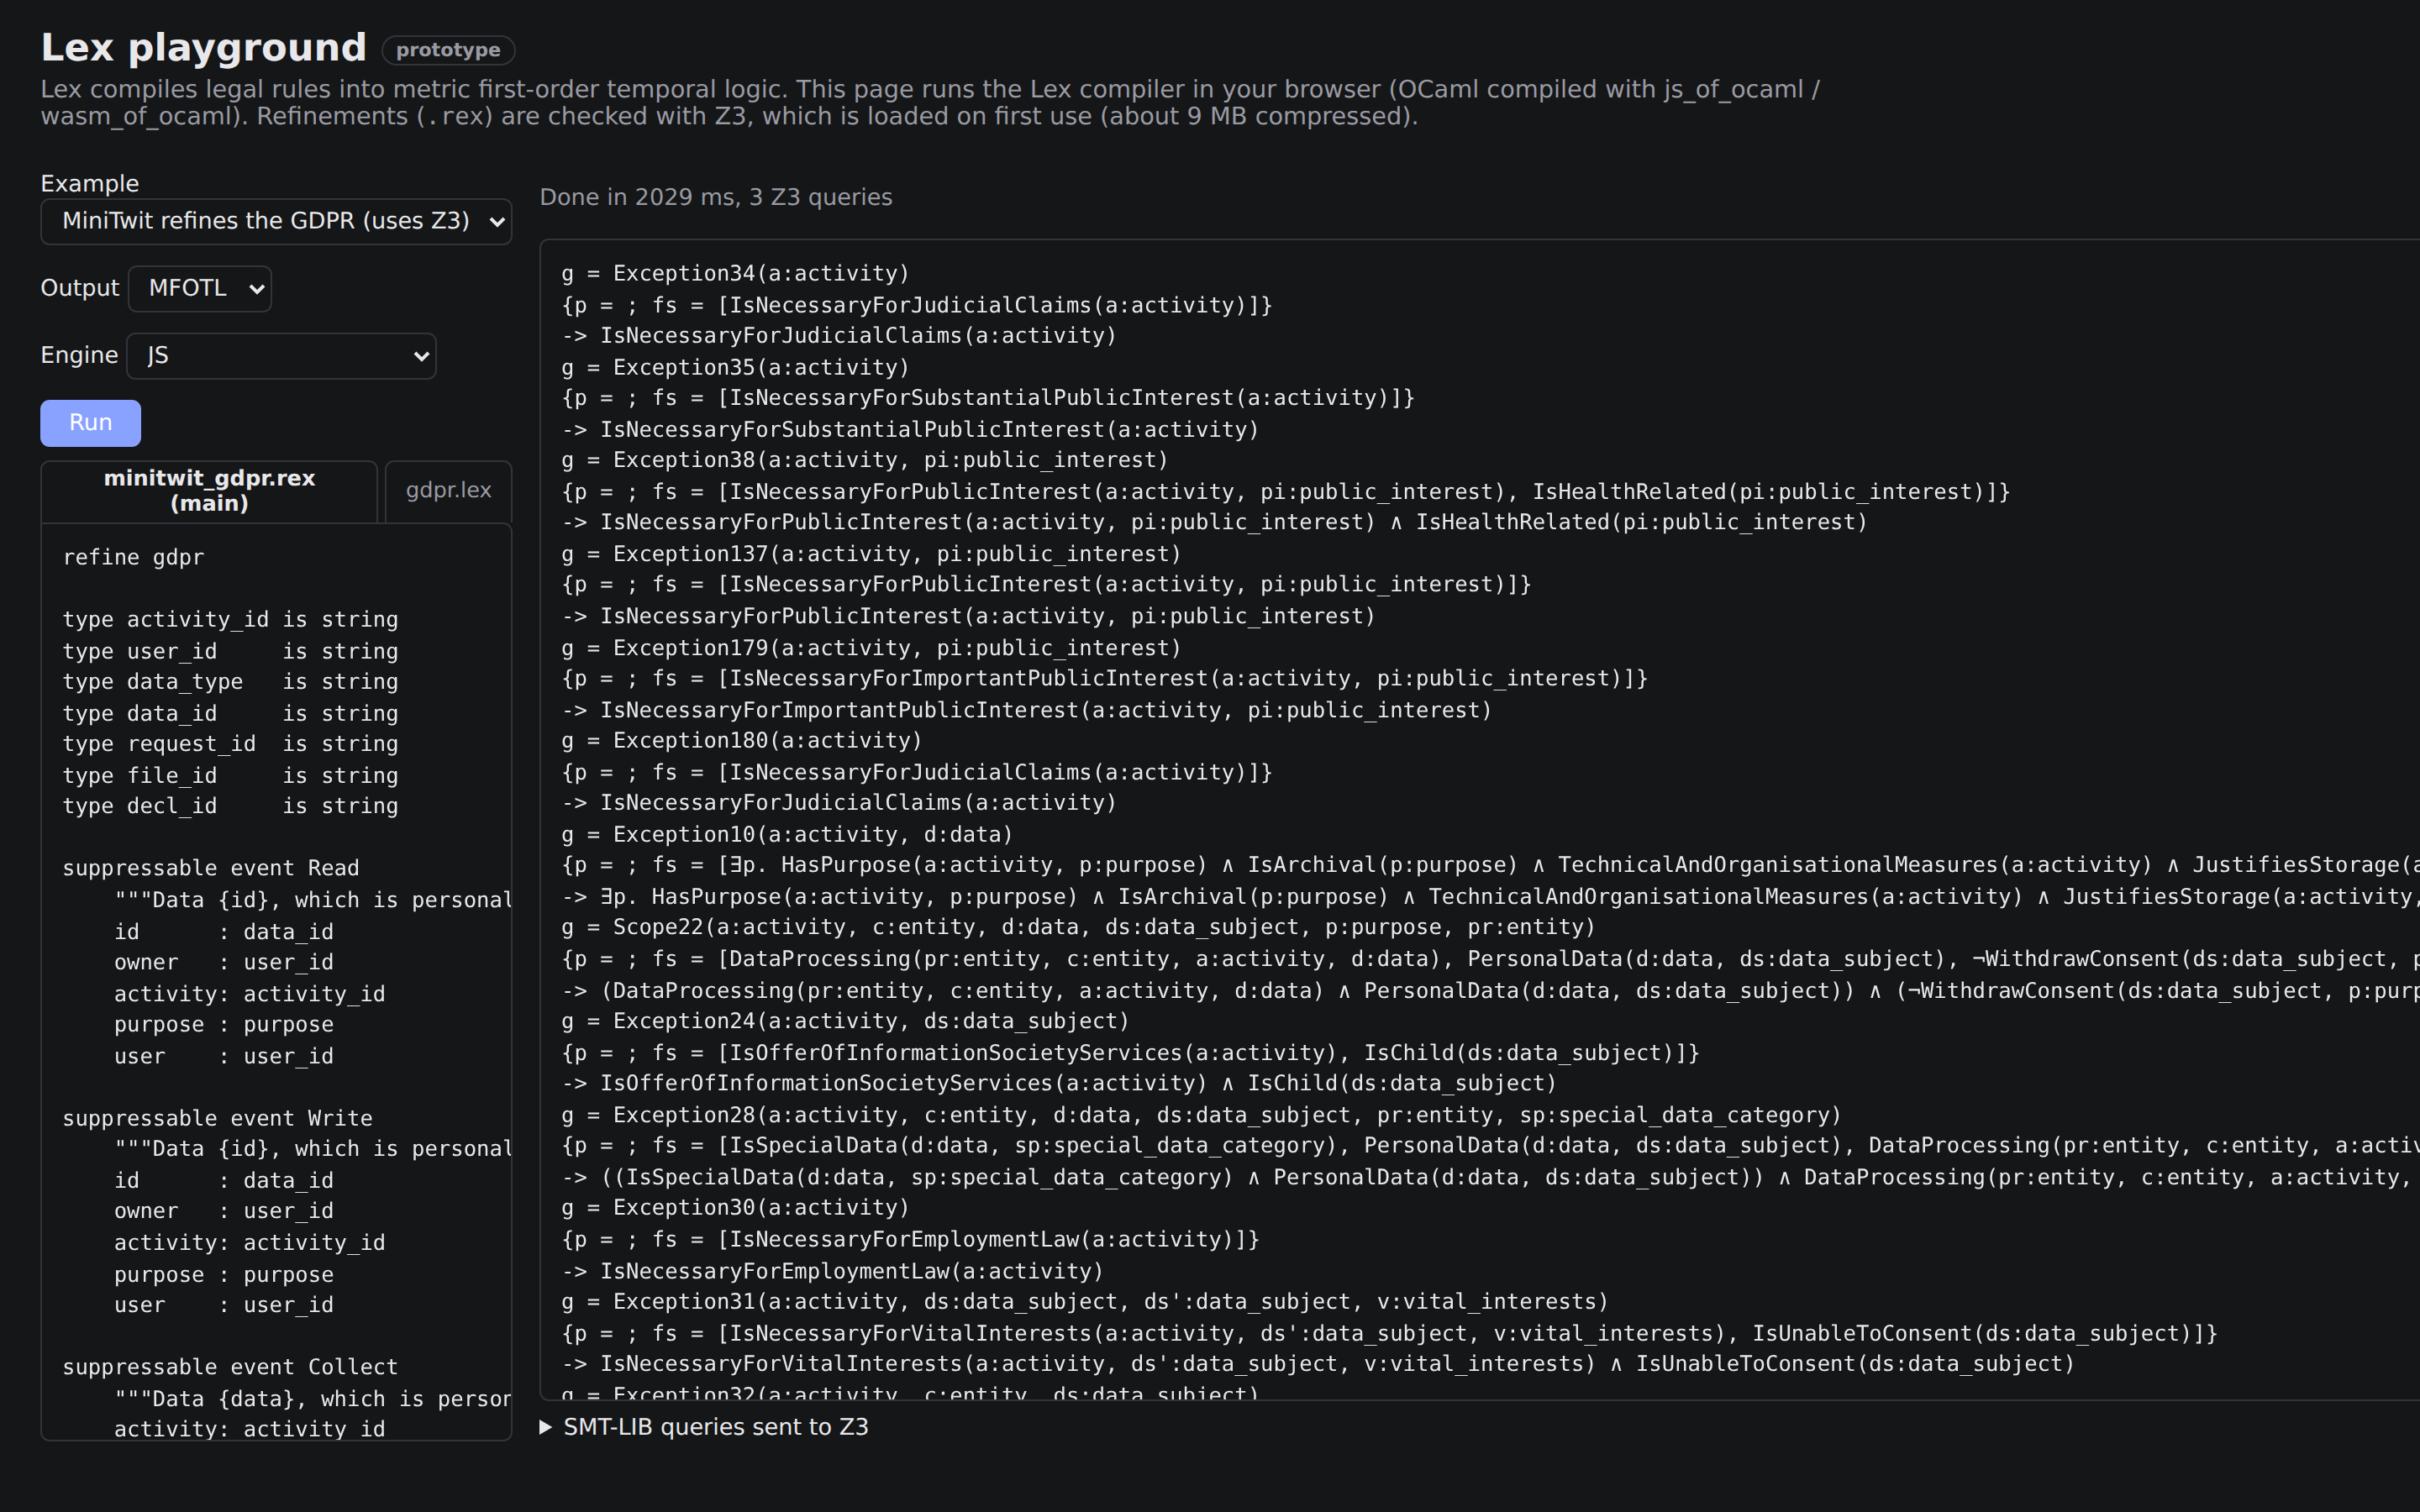 Lex playground prototype
Lex compiles legal rules into metric first-order temporal logic. This page runs the Lex compiler in your browser (OCaml compiled with js_of_ocaml /
wasm_of_ocaml). Refinements (.rex) are checked with Z3, which is loaded on first use (about 9 MB compressed).
Example
MiniTwit refines the GDPR (uses Z3)
Output MFOTL
Engine JS
Run
minitwit_gdpr.rex
(main)
gdpr.lex
refine gdpr
type activity_id is string
type user_id     is string
type data_type   is string
type data_id     is string
type request_id  is string
type file_id     is string
type decl_id     is string
suppressable event Read
    """Data {id}, which is personal
    id      : data_id
    owner   : user_id
    activity: activity_id
    purpose : purpose
    user    : user_id
suppressable event Write
    """Data {id}, which is personal
    id      : data_id
    owner   : user_id
    activity: activity_id
    purpose : purpose
    user    : user_id
suppressable event Collect
    """Data {data}, which is person
    activity: activity_id
Done in 2029 ms, 3 Z3 queries
g = Exception34(a:activity)
{p = ; fs = [IsNecessaryForJudicialClaims(a:activity)]}
-> IsNecessaryForJudicialClaims(a:activity)
g = Exception35(a:activity)
{p = ; fs = [IsNecessaryForSubstantialPublicInterest(a:activity)]}
-> IsNecessaryForSubstantialPublicInterest(a:activity)
g = Exception38(a:activity, pi:public_interest)
{p = ; fs = [IsNecessaryForPublicInterest(a:activity, pi:public_interest), IsHealthRelated(pi:public_interest)]}
-> IsNecessaryForPublicInterest(a:activity, pi:public_interest) ∧ IsHealthRelated(pi:public_interest)
g = Exception137(a:activity, pi:public_interest)
{p = ; fs = [IsNecessaryForPublicInterest(a:activity, pi:public_interest)]}
-> IsNecessaryForPublicInterest(a:activity, pi:public_interest)
g = Exception179(a:activity, pi:public_interest)
{p = ; fs = [IsNecessaryForImportantPublicInterest(a:activity, pi:public_interest)]}
-> IsNecessaryForImportantPublicInterest(a:activity, pi:public_interest)
g = Exception180(a:activity)
{p = ; fs = [IsNecessaryForJudicialClaims(a:activity)]}
-> IsNecessaryForJudicialClaims(a:activity)
g = Exception10(a:activity, d:data)
{p = ; fs = [∃p. HasPurpose(a:activity, p:purpose) ∧ IsArchival(p:purpose) ∧ TechnicalAndOrganisationalMeasures(a:activity) ∧ JustifiesStorage(a
-> ∃p. HasPurpose(a:activity, p:purpose) ∧ IsArchival(p:purpose) ∧ TechnicalAndOrganisationalMeasures(a:activity) ∧ JustifiesStorage(a:activity,
g = Scope22(a:activity, c:entity, d:data, ds:data_subject, p:purpose, pr:entity)
{p = ; fs = [DataProcessing(pr:entity, c:entity, a:activity, d:data), PersonalData(d:data, ds:data_subject), ¬WithdrawConsent(ds:data_subject, p
-> (DataProcessing(pr:entity, c:entity, a:activity, d:data) ∧ PersonalData(d:data, ds:data_subject)) ∧ (¬WithdrawConsent(ds:data_subject, p:purp
g = Exception24(a:activity, ds:data_subject)
{p = ; fs = [IsOfferOfInformationSocietyServices(a:activity), IsChild(ds:data_subject)]}
-> IsOfferOfInformationSocietyServices(a:activity) ∧ IsChild(ds:data_subject)
g = Exception28(a:activity, c:entity, d:data, ds:data_subject, pr:entity, sp:special_data_category)
{p = ; fs = [IsSpecialData(d:data, sp:special_data_category), PersonalData(d:data, ds:data_subject), DataProcessing(pr:entity, c:entity, a:activ
-> ((IsSpecialData(d:data, sp:special_data_category) ∧ PersonalData(d:data, ds:data_subject)) ∧ DataProcessing(pr:entity, c:entity, a:activity,
g = Exception30(a:activity)
{p = ; fs = [IsNecessaryForEmploymentLaw(a:activity)]}
-> IsNecessaryForEmploymentLaw(a:activity)
g = Exception31(a:activity, ds:data_subject, ds':data_subject, v:vital_interests)
{p = ; fs = [IsNecessaryForVitalInterests(a:activity, ds':data_subject, v:vital_interests), IsUnableToConsent(ds:data_subject)]}
-> IsNecessaryForVitalInterests(a:activity, ds':data_subject, v:vital_interests) ∧ IsUnableToConsent(ds:data_subject)
g = Exception32(a:activity, c:entity, ds:data_subject)
SMT-LIB queries sent to Z3